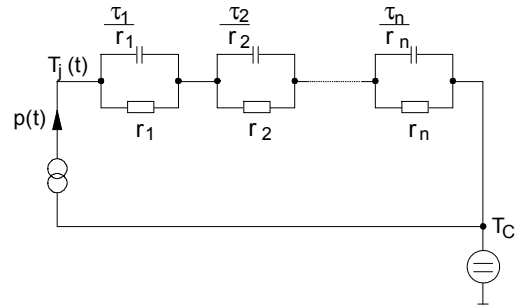 τ1 τ2 τn
r1 r2 rn
Tj (t)
r1 r2 rn
p(t)
TC